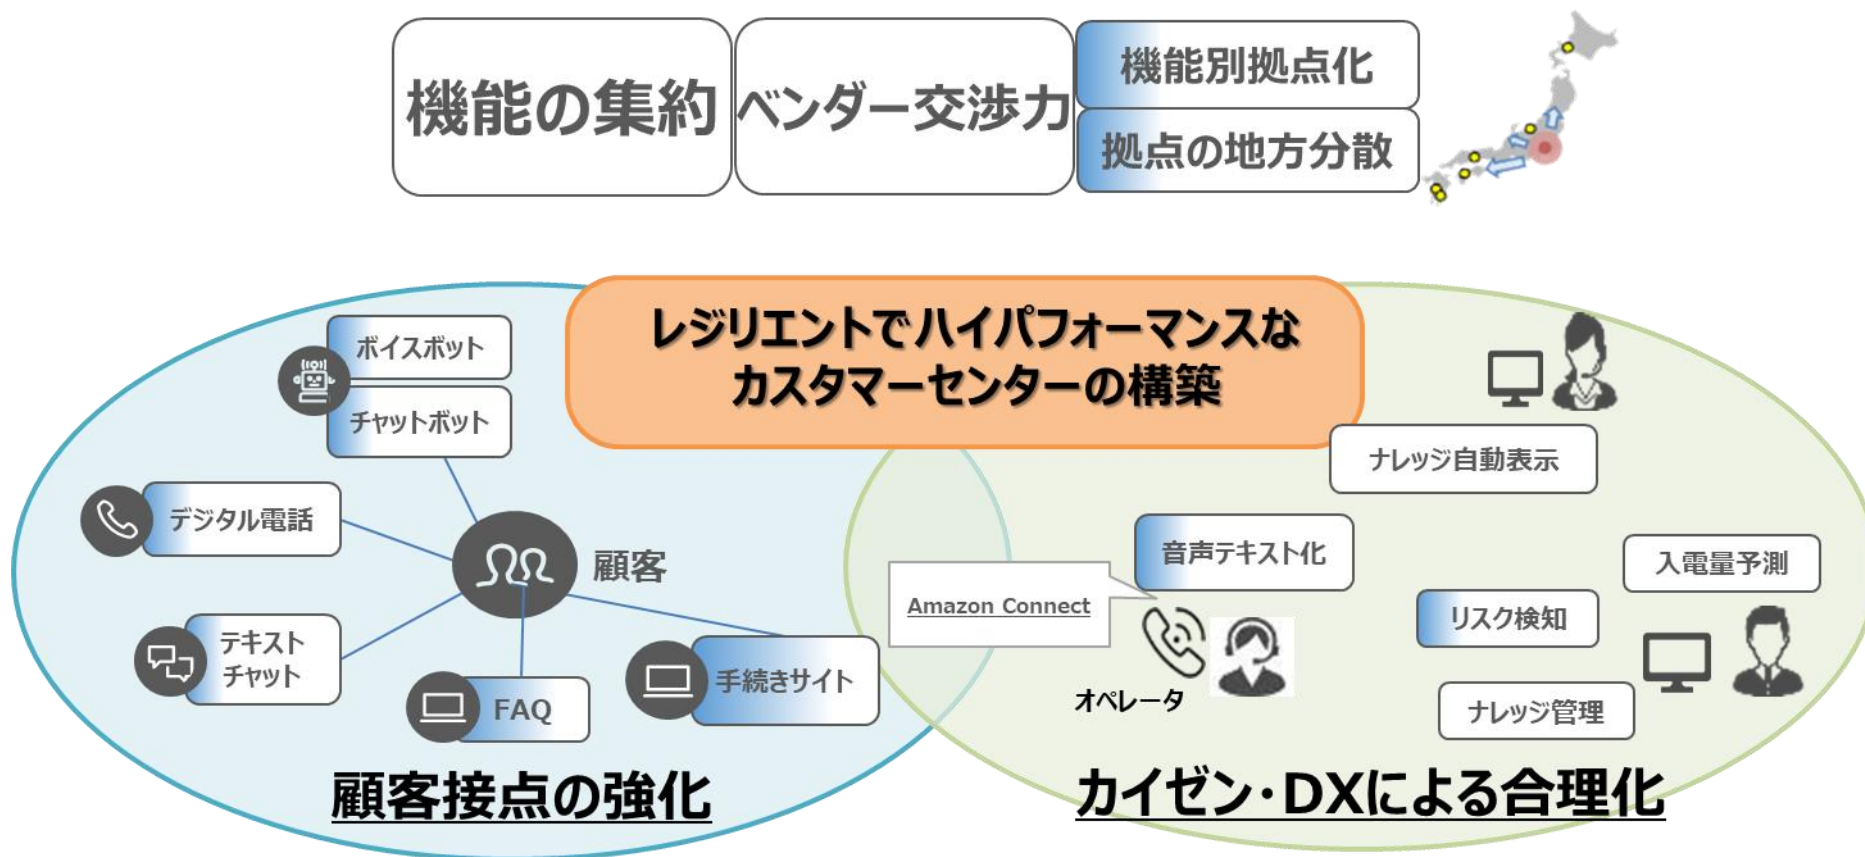 機能の集約
ベンダー交渉力
機能別拠点化
拠点の地方分散
レジリエントでハイパフォーマンスな
カスタマーセンターの構築
ボイスボット
チャットボット
デジタル電話
顧客
テキスト
チャット
FAQ
手続きサイト
顧客接点の強化
ナレッジ自動表示
音声テキスト化
Amazon Connect
オペレータ
入電量予測
リスク検知
ナレッジ管理
カイゼン・DXによる合理化